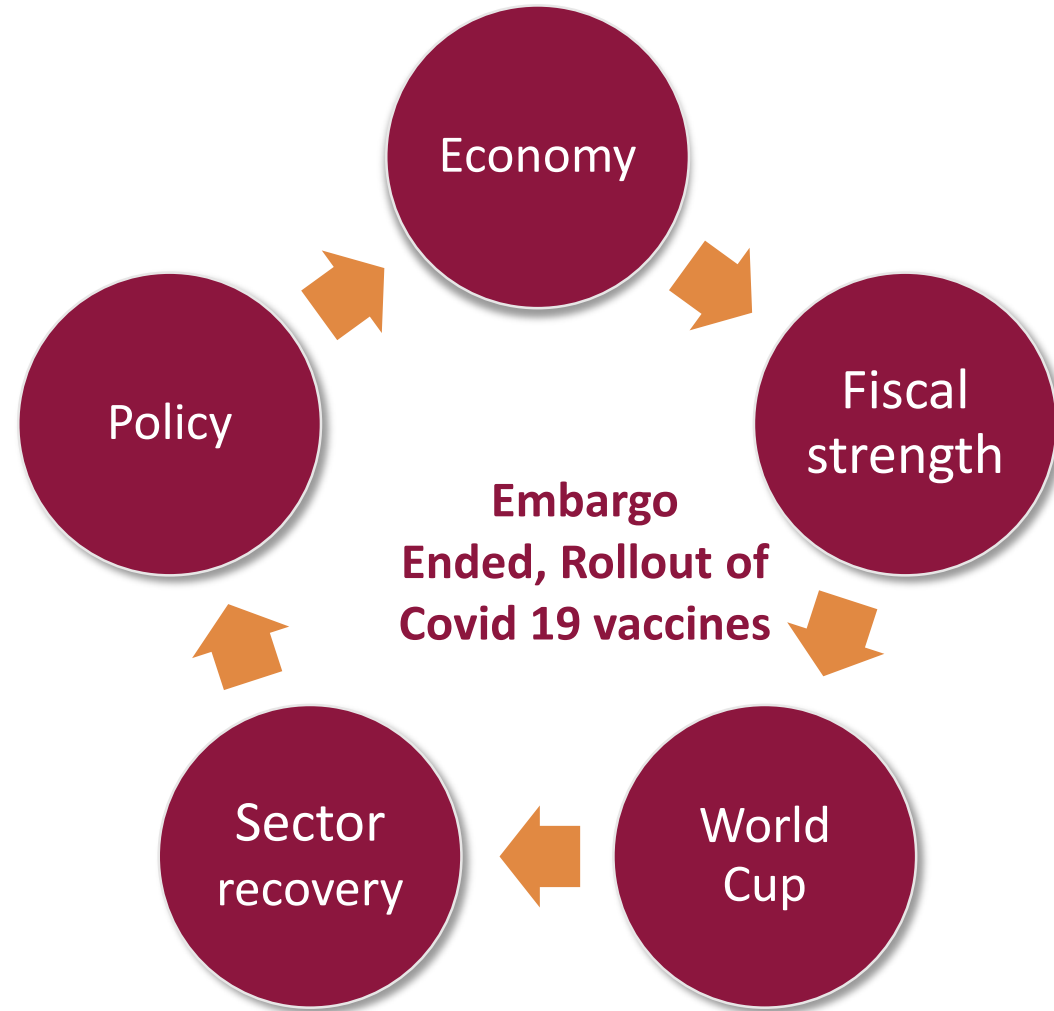 Economy
Fiscal
strength
World
Cup
Sector
recovery
Policy
Embargo
Ended, Rollout of
Covid 19 vaccines